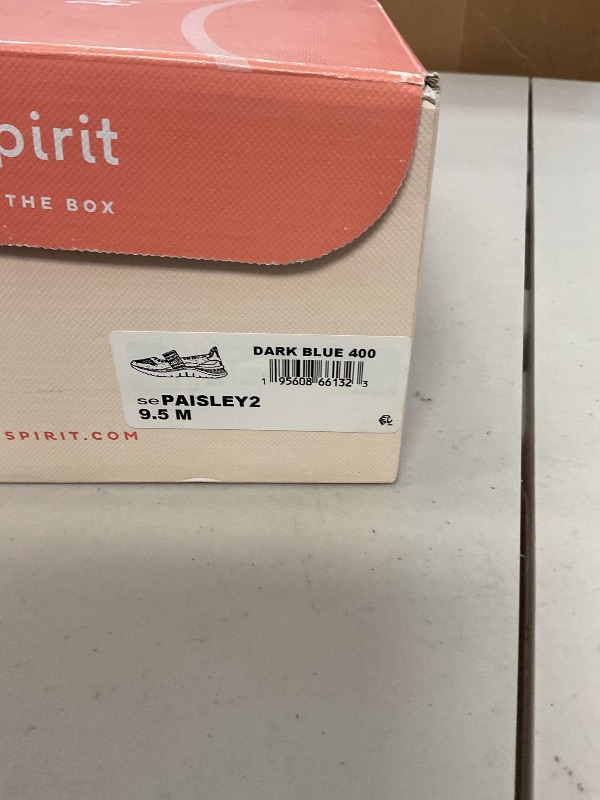 pirit
THE BOX
DARK BLUE 400
1 95608 66132 3
sePAISLEY2
9.5 M
SPIRIT.COM